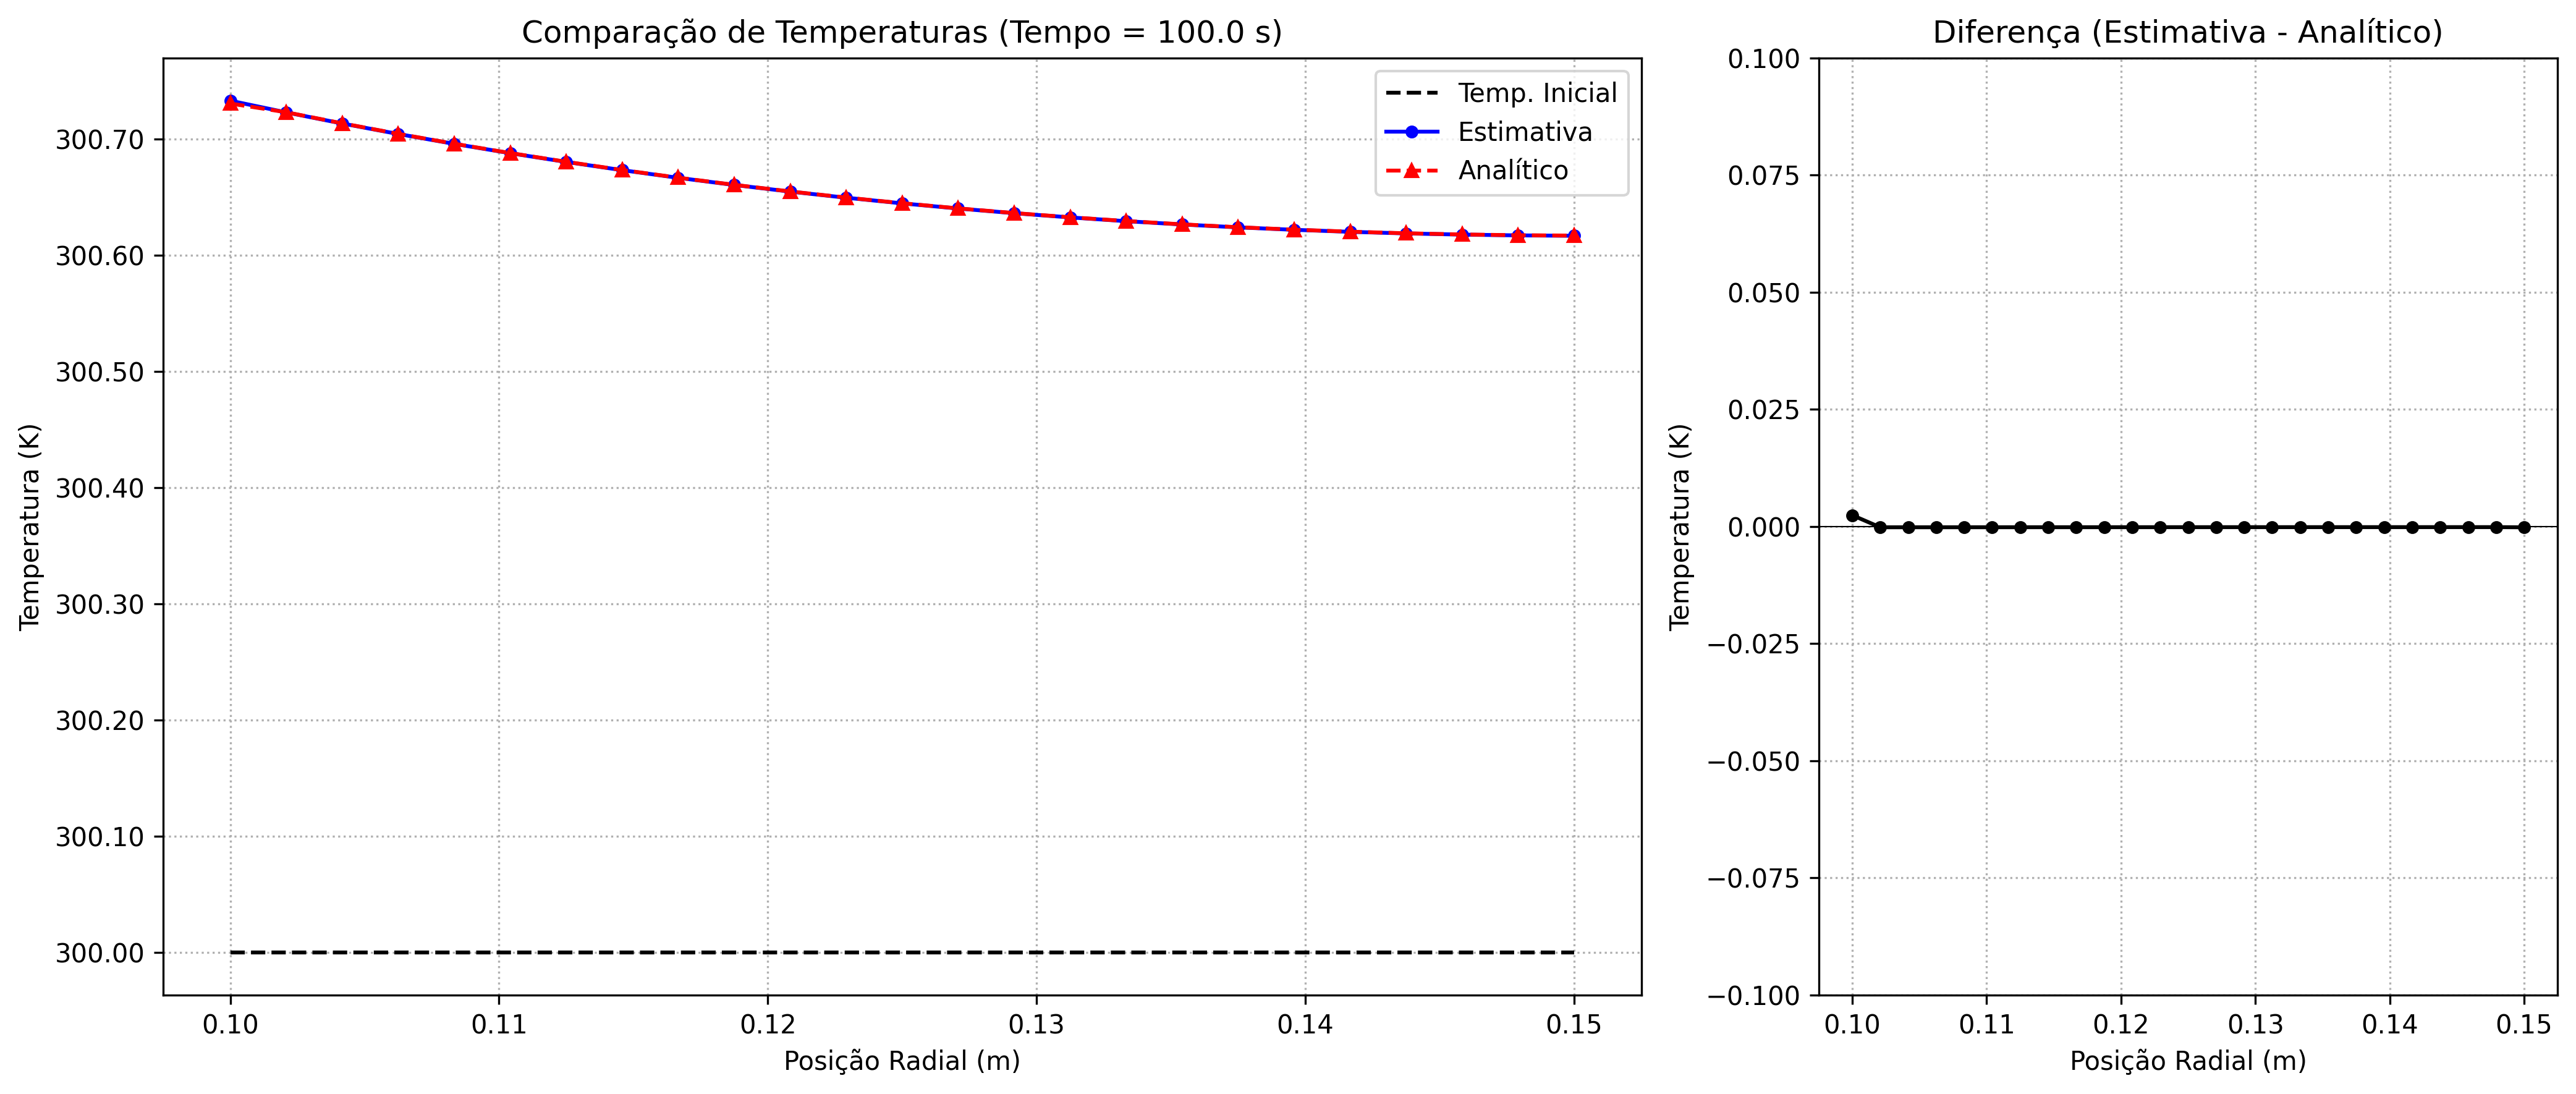 Comparação de Temperaturas (Tempo = 100.0 s)
Temp. Inicial
Estimativa
Analítico
Temperatura (K)
300.70
300.60
300.50
300.40
300.30
300.20
300.10
300.00
0.10 0.11 0.12 0.13 0.14 0.15
Posição Radial (m)
Diferença (Estimativa - Analítico)
Temperatura (K)
0.100
0.075
0.050
0.025
0.000
−0.025
−0.050
−0.075
−0.100
0.10 0.11 0.12 0.13 0.14 0.15
Posição Radial (m)